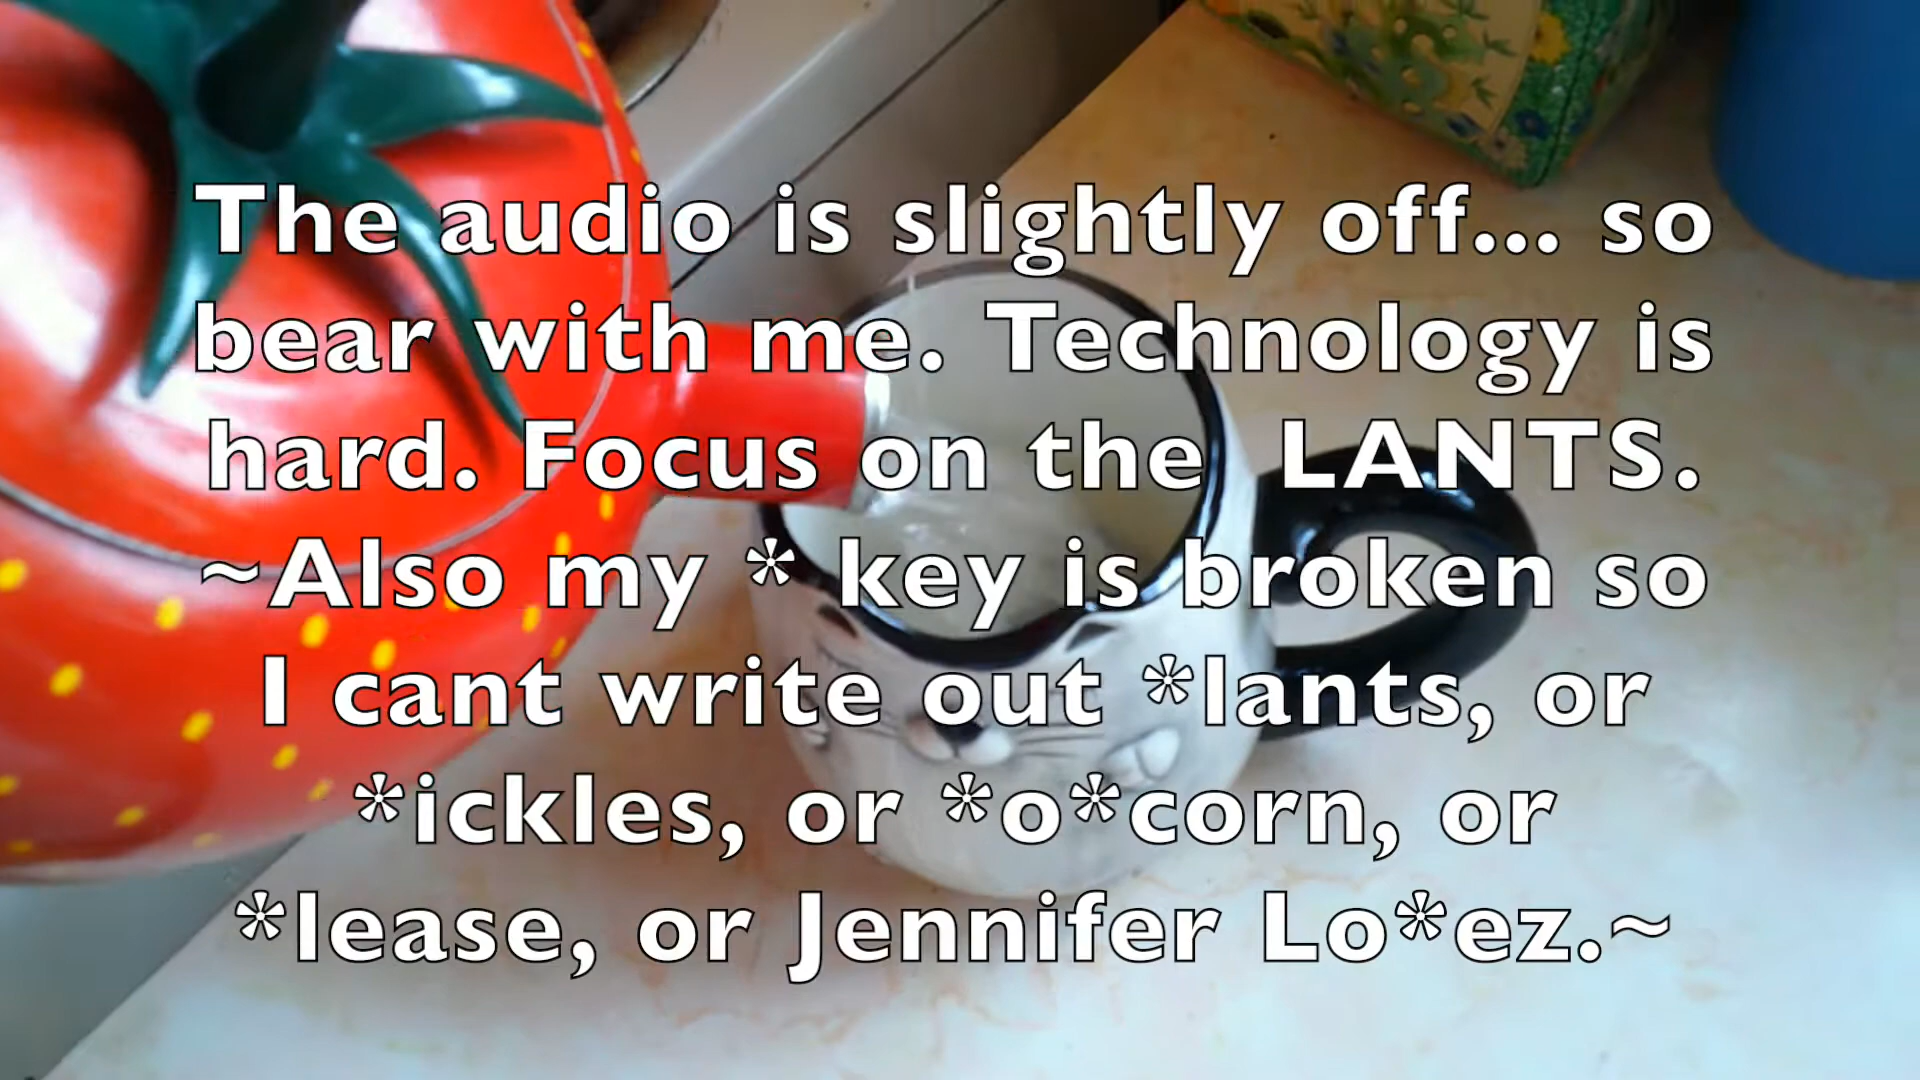 The audio is slightly off... so
bear with me. Technology is
hard. Focus on the  LANTS.
~Also my * key is broken so
I cant write out *lants, or
*ickles, or *o*corn, or
*lease, or Jennifer Lo*ez.~